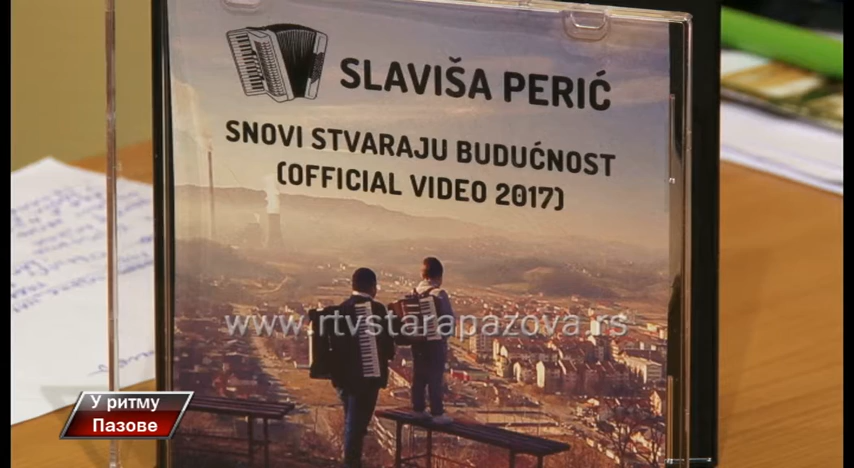 SLAVIŠA PERIĆ
SNOVI STVARAJU BUDUĆNOST
(OFFICIAL VIDEO 2017)
www.rtvstarapazova.rs
У ритму
Пазове